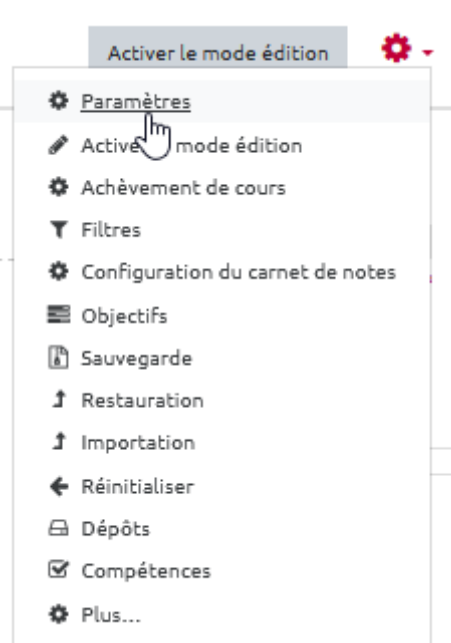 Activer le mode édition
Paramètres
Active mode édition
Achèvement de cours
Filtres
Configuration du carnet de notes
Objectifs
Sauvegarde
Restauration
Importation
Réinitialiser
Dépôts
Compétences
Plus...